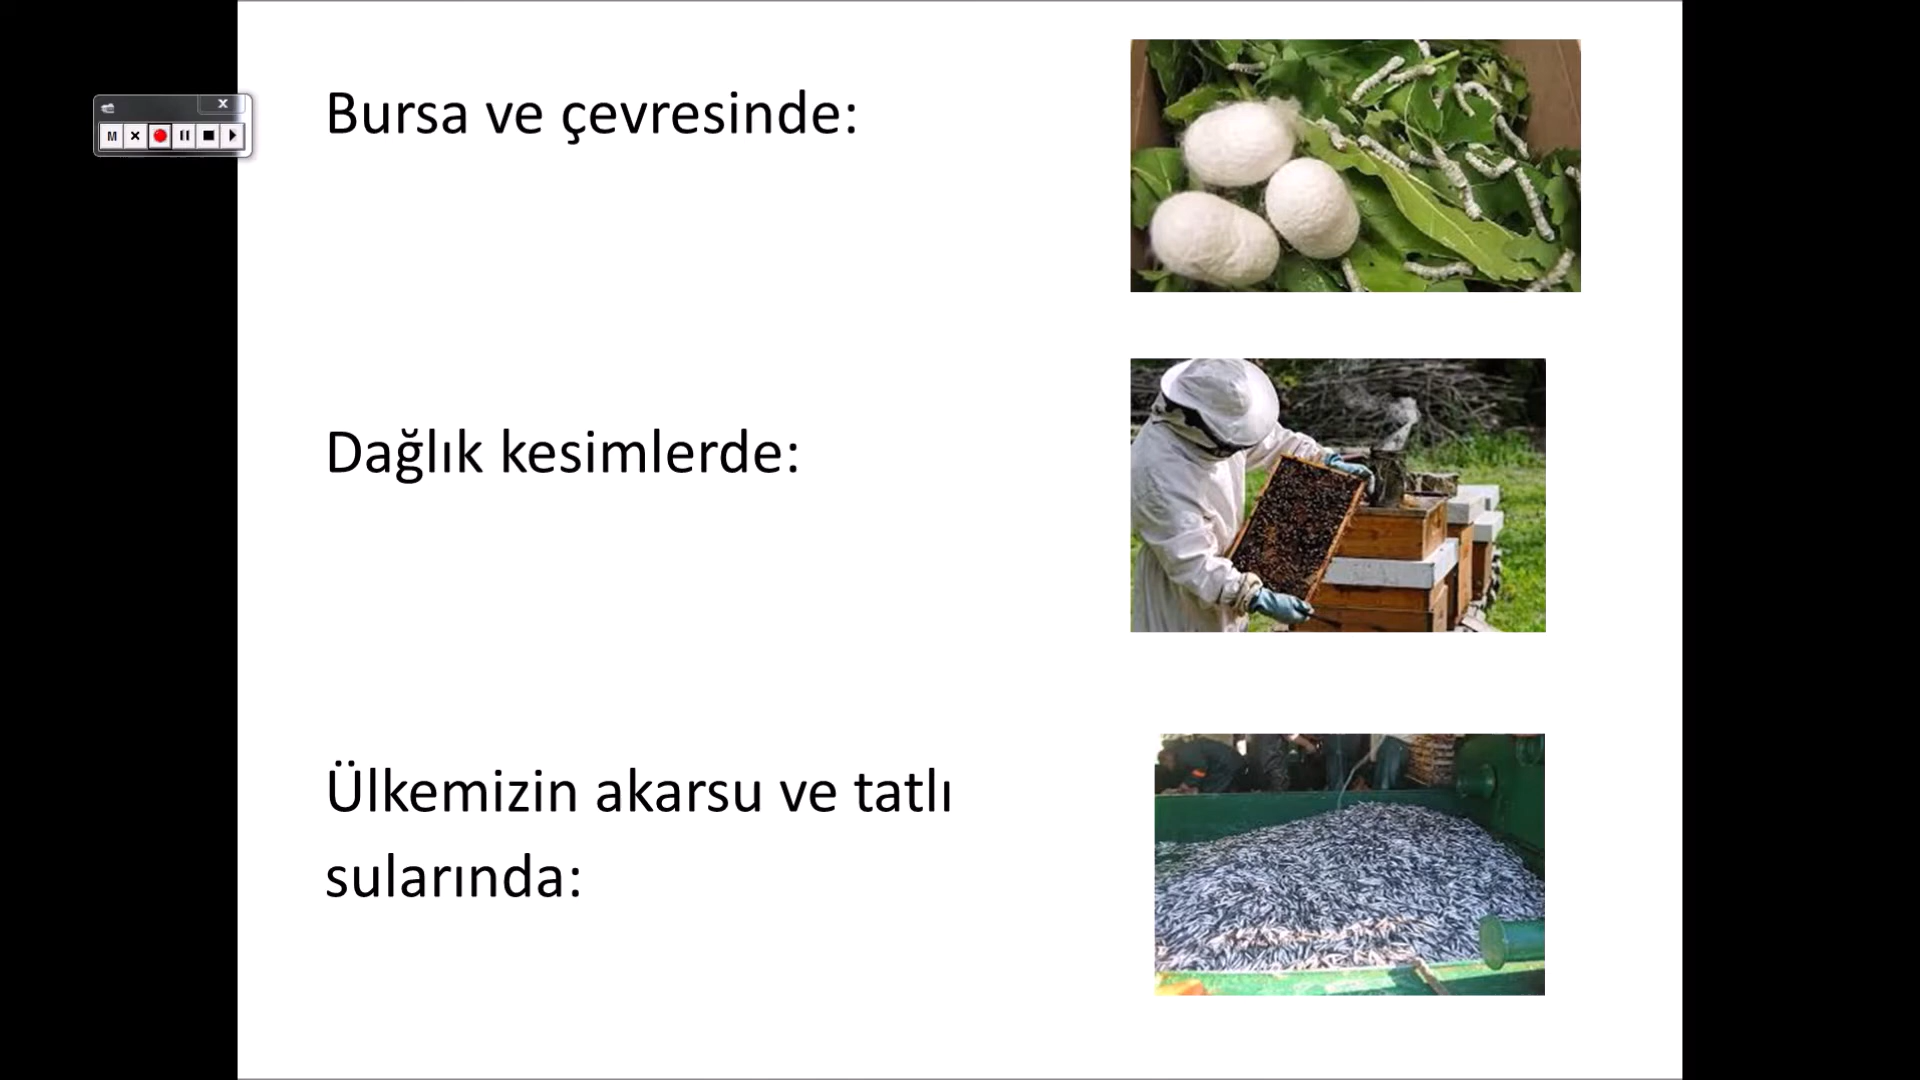 Bursa ve çevresinde:
Dağlık kesimlerde:
Ülkemizin akarsu ve tatlı
sularında:
M